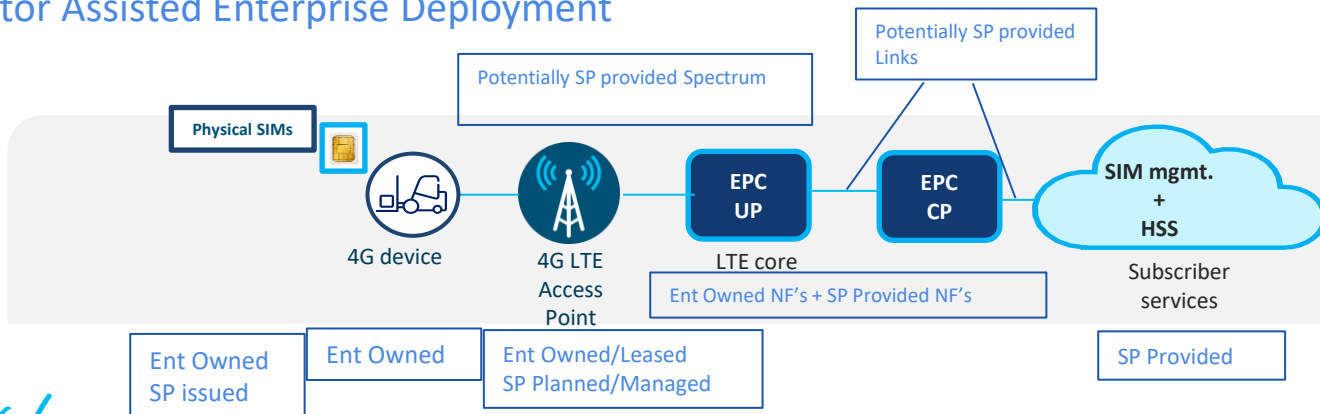 tor Assisted Enterprise Deployment
Potentially SP provided
Links
Potentially SP provided Spectrum
Physical SIMs
EPC
UP
EPC
CP
SIM mgmt.
+
HSS
4G device
4G LTE
Access
Point
LTE core
Subscriber
services
Ent Owned NF's + SP Provided NF's
Ent Owned
SP issued
Ent Owned
Ent Owned/Leased
SP Planned/Managed
SP Provided